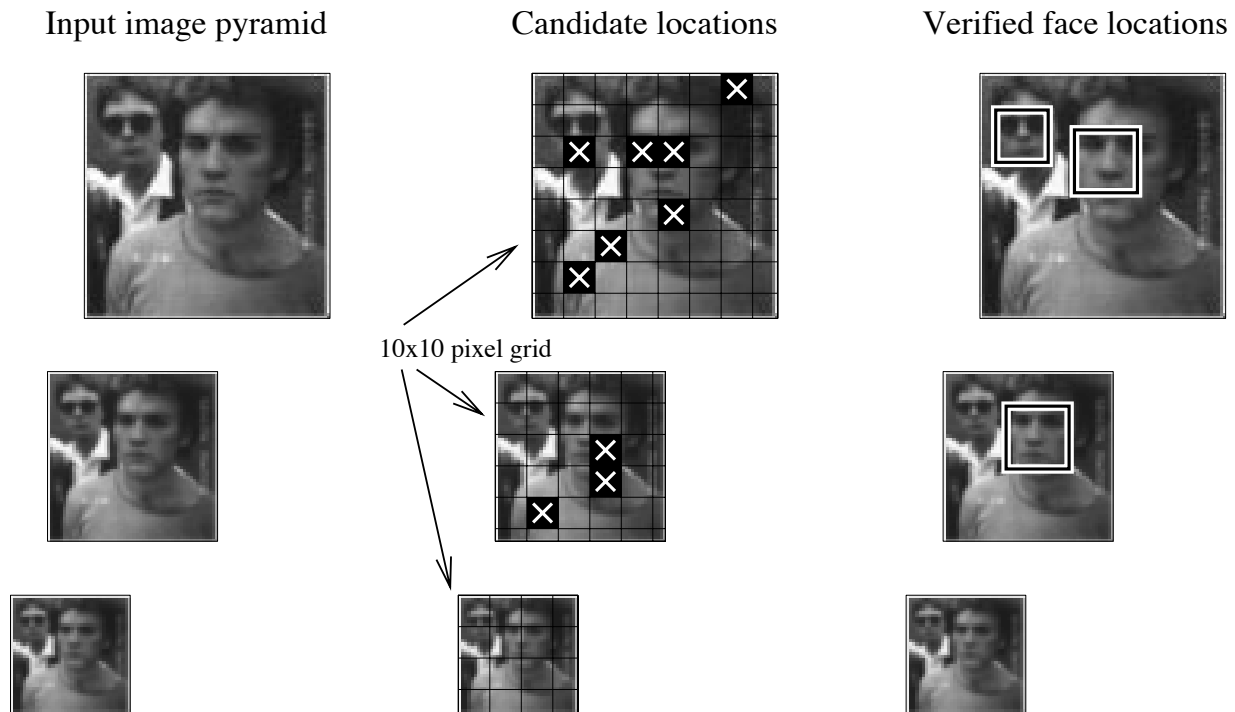 Input image pyramid
Candidate locations
Verified face locations
10x10 pixel grid